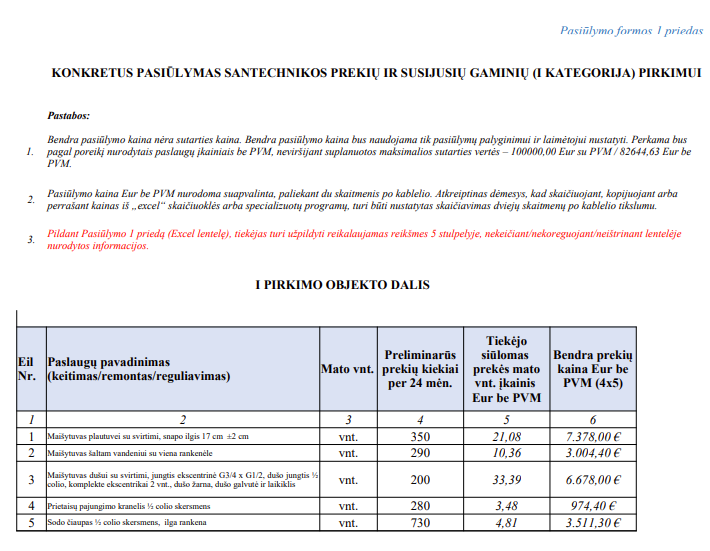 Pasiūlymo formos 1 priedas
KONKRETUS PASIŪLYMAS SANTECHNIKOS PREKIŲ IR SUSIJUSIŲ GAMINIŲ (I KATEGORIJA) PIRKIMUI
Pastabos:
1. Bendra pasiūlymo kaina nėra sutarties kaina. Bendra pasiūlymo kaina bus naudojama tik pasiūlymų palyginimui ir laimėtojui nustatyti. Perkama bus
pagal poreikį nurodytais paslaugų įkainiais be PVM, neviršijant suplanuotos maksimalios sutarties vertės – 100000,00 Eur su PVM / 82644,63 Eur be
PVM.
2. Pasiūlymo kaina Eur be PVM nurodoma suapvalinta, paliekant du skaitmenis po kablelio. Atkreiptinas dėmesys, kad skaičiuojant, kopijuojant arba
perrašant kainas iš „excel“ skaičiuoklės arba specializuotų programų, turi būti nustatytas skaičiavimas dviejų skaitmenų po kablelio tikslumu.
3. Pildant Pasiūlymo 1 priedą (Excel lentelę), tiekėjas turi užpildyti reikalaujamas reikšmes 5 stulpelyje, nekeičiant/nekoreguojant/neištrinant lentelėje
nurodytos informacijos.
I PIRKIMO OBJEKTO DALIS
Eil
Nr.
Paslaugų pavadinimas
(keitimas/remontas/reguliavimas)
Mato vnt.
Preliminarūs
prekių kiekiai
per 24 mėn.
Tiekėjo
siūlomas
prekės mato
vnt. įkainis
Eur be PVM
Bendra prekių
kaina Eur be
PVM (4x5)
1 2 3 4 5 6
1 Maišytuvas plautuvei su svirtimi, snapo ilgis 17 cm ±2 cm vnt. 350 21,08 7.378,00 €
2 Maišytuvas šaltam vandeniui su viena rankenėle vnt. 290 10,36 3.004,40 €
3 Maišytuvas dušui su svirtimi, jungtis ekscentrinė G3/4 x G1/2, dušo jungtis ½
colio, komplekte ekscentrikai 2 vnt., dušo žarna, dušo galvutė ir laikiklis vnt. 200 33,39 6.678,00 €
4 Prietaisų pajungimo kranelis ½ colio skersmens vnt. 280 3,48 974,40 €
5 Sodo čiaupas ½ colio skersmens, ilga rankena vnt. 730 4,81 3.511,30 €